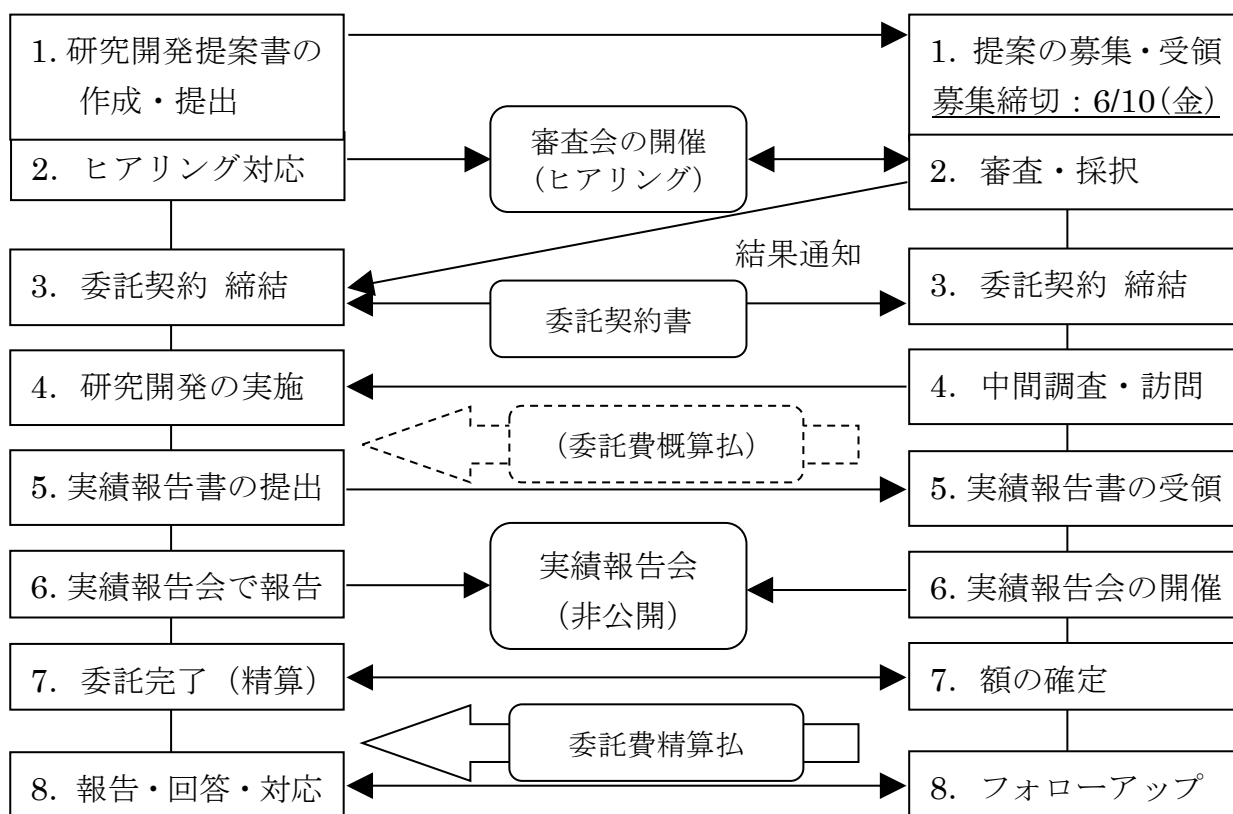 1. 研究開発提案書の
作成・提出
1. 提案の募集・受領
募集締切：6/10(金)
審査会の開催
(ヒアリング)
2. ヒアリング対応
2. 審査・採択
結果通知
3. 委託契約 締結
委託契約書
3. 委託契約 締結
4. 研究開発の実施
4. 中間調査・訪問
(委託費概算払)
5. 実績報告書の提出
5. 実績報告書の受領
実績報告会
(非公開)
6. 実績報告会で報告
6. 実績報告会の開催
7. 委託完了（精算）
7. 額の確定
委託費精算払
8. 報告・回答・対応
8. フォローアップ